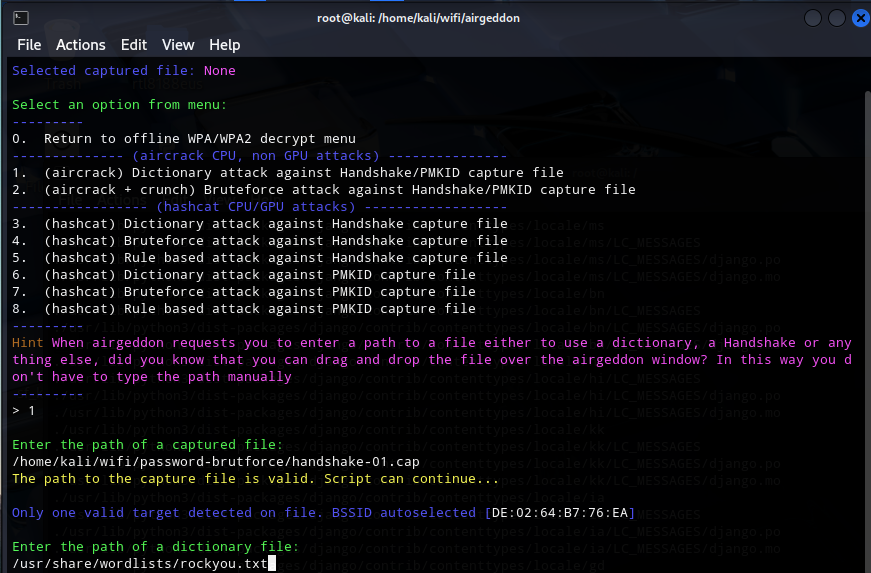 root@kali: /home/kali/wifi/airgeddon
File Actions Edit View Help
Selected captured file: None
Select an option from menu:
---------
0.  Return to offline WPA/WPA2 decrypt menu
-------------- (aircrack CPU, non GPU attacks) ---------------
1.  (aircrack) Dictionary attack against Handshake/PMKID capture file
2.  (aircrack + crunch) Bruteforce attack against Handshake/PMKID capture file
----------------- (hashcat CPU/GPU attacks) ------------------
3.  (hashcat) Dictionary attack against Handshake capture file
4.  (hashcat) Bruteforce attack against Handshake capture file
5.  (hashcat) Rule based attack against Handshake capture file
6.  (hashcat) Dictionary attack against PMKID capture file
7.  (hashcat) Bruteforce attack against PMKID capture file
8.  (hashcat) Rule based attack against PMKID capture file
---------
Hint When airgeddon requests you to enter a path to a file either to use a dictionary, a Handshake or any
thing else, did you know that you can drag and drop the file over the airgeddon window? In this way you d
on't have to type the path manually
---------
> 1
Enter the path of a captured file:
/home/kali/wifi/password-brutforce/handshake-01.cap
The path to the capture file is valid. Script can continue...
Only one valid target detected on file. BSSID autoselected [DE:02:64:B7:76:EA]
Enter the path of a dictionary file:
/usr/share/wordlists/rockyou.txt